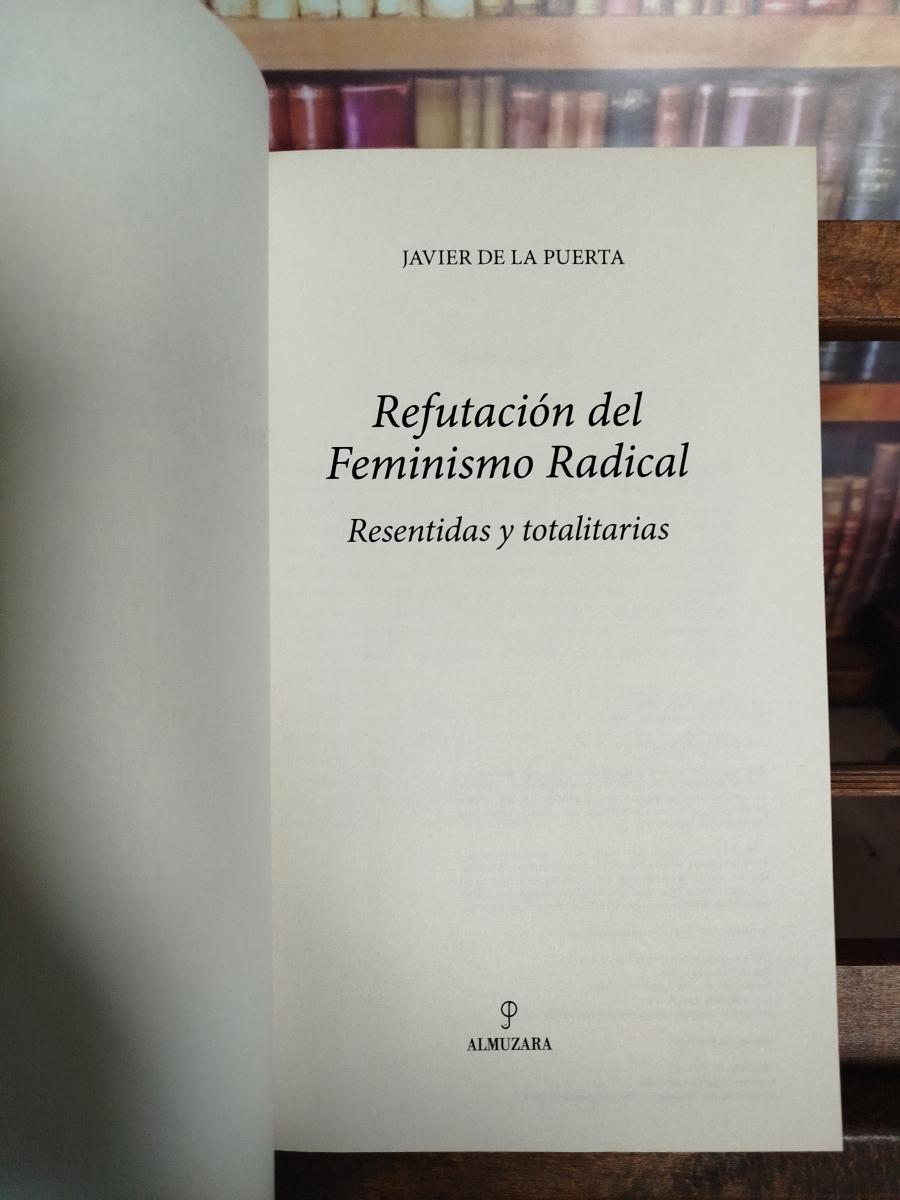 JAVIER DE LA PUERTA
Refutación del
Feminismo Radical
Resentidas y totalitarias
ALMUZARA